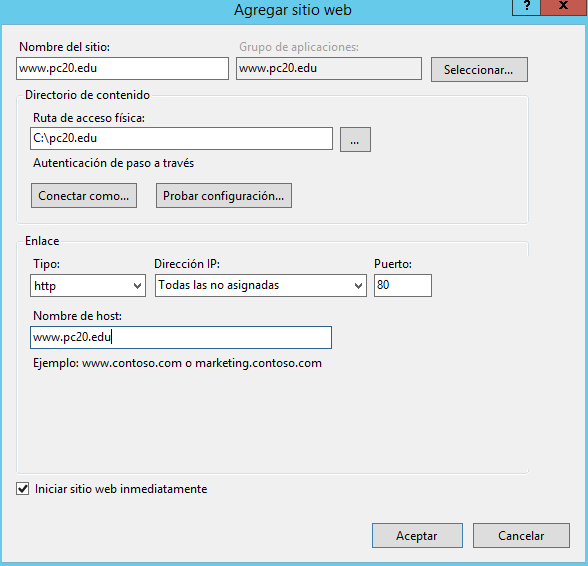 Agregar sitio web
? x
Nombre del sitio: Grupo de aplicaciones:
www.pc20.edu www.pc20.edu Seleccionar...
Directorio de contenido
Ruta de acceso física:
C:\pc20.edu ...
Autenticación de paso a través
Conectar como... Probar configuración...
Enlace
Tipo: Dirección IP: Puerto:
http Todas las no asignadas 80
Nombre de host:
www.pc20.edu
Ejemplo: www.contoso.com o marketing.contoso.com
Iniciar sitio web inmediatamente
Aceptar Cancelar